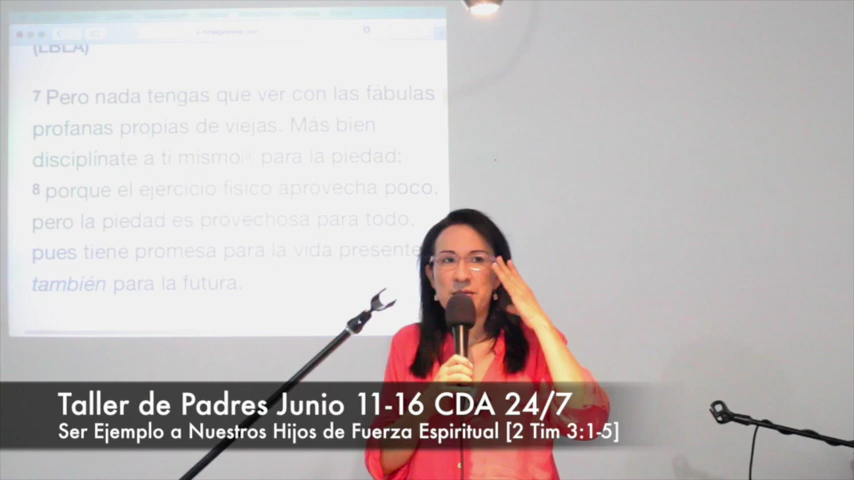 (LBLA)
7 Pero nada tengas que ver con las fábulas
profanas propias de viejas. Más bien
disciplínate a ti mismo para la piedad;
8 porque el ejercicio físico aprovecha poco,
pero la piedad es provechosa para todo,
pues tiene promesa para la vida presente
también para la futura.
Taller de Padres Junio 11-16 CDA 24/7
Ser Ejemplo a Nuestros Hijos de Fuerza Espiritual [2 Tim 3:1-5]